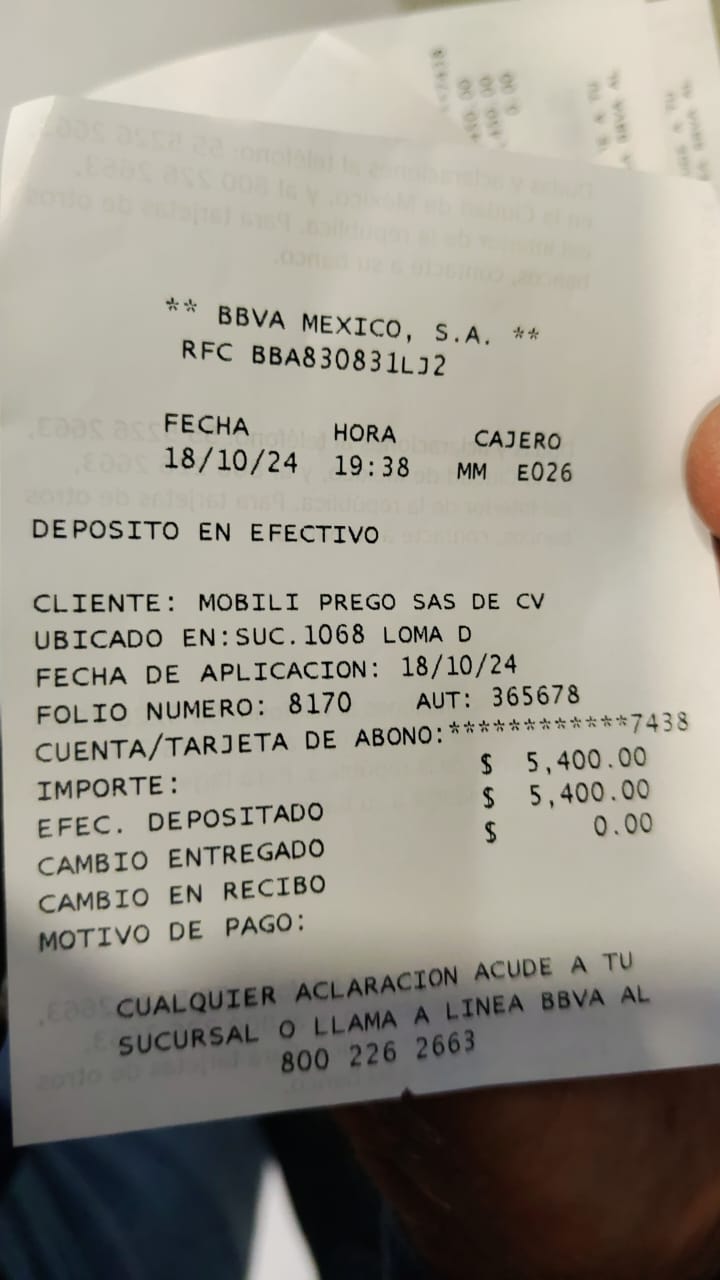 ** BBVA MEXICO, S.A. **
RFC BBA830831LJ2
FECHA HORA CAJERO
18/10/24 19:38 MM E026
DEPOSITO EN EFECTIVO
CLIENTE: MOBILI PREGO SAS DE CV
UBICADO EN:SUC.1068 LOMA D
FECHA DE APLICACION: 18/10/24
FOLIO NUMERO: 8170 AUT: 365678
CUENTA/TARJETA DE ABONO:************7438
IMPORTE: $ 5,400.00
EFEC. DEPOSITADO $ 5,400.00
CAMBIO ENTREGADO $ 0.00
CAMBIO EN RECIBO
MOTIVO DE PAGO:
CUALQUIER ACLARACION ACUDE A TU
SUCURSAL O LLAMA A LINEA BBVA AL
800 226 2663